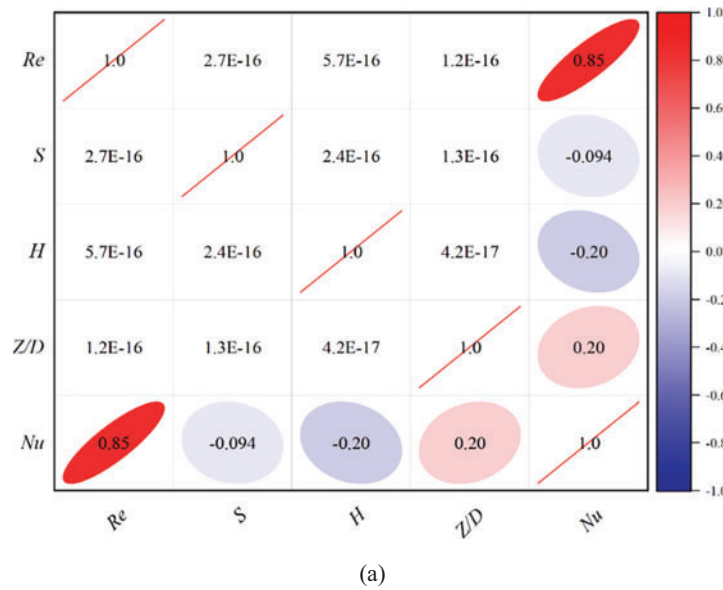 Re 1.0 2.7E-16 5.7E-16 1.2E-16 0.85
S 2.7E-16 1.0 2.4E-16 1.3E-16 -0.094
H 5.7E-16 2.4E-16 1.0 4.2E-17 -0.20
Z/D 1.2E-16 1.3E-16 4.2E-17 1.0 0.20
Nu 0.85 -0.094 -0.20 0.20 1.0
Re S H Z/D Nu
1.0
0.80
0.60
0.40
0.20
0.0
-0.2
-0.4
-0.6
-0.8
-1.0
(a)